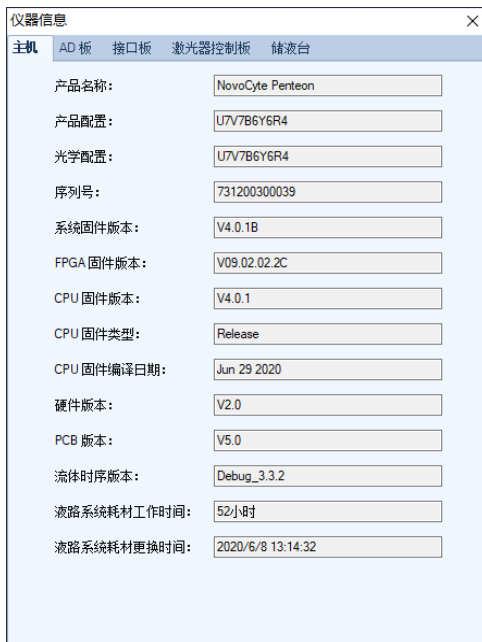 仪器信息
主机 AD 板 接口板 激光器控制板 储液台
产品名称： NovoCyte Penteon
产品配置： U7V7B6Y6R4
光学配置： U7V7B6Y6R4
序列号： 731200300039
系统固件版本： V4.0.1B
FPGA 固件版本： V09.02.02.2C
CPU 固件版本： V4.0.1
CPU 固件类型： Release
CPU 固件编译日期： Jun 29 2020
硬件版本： V2.0
PCB 版本： V5.0
流体时序版本： Debug_3.3.2
液路系统耗材工作时间： 52小时
液路系统耗材更换时间： 2020/6/8 13:14:32